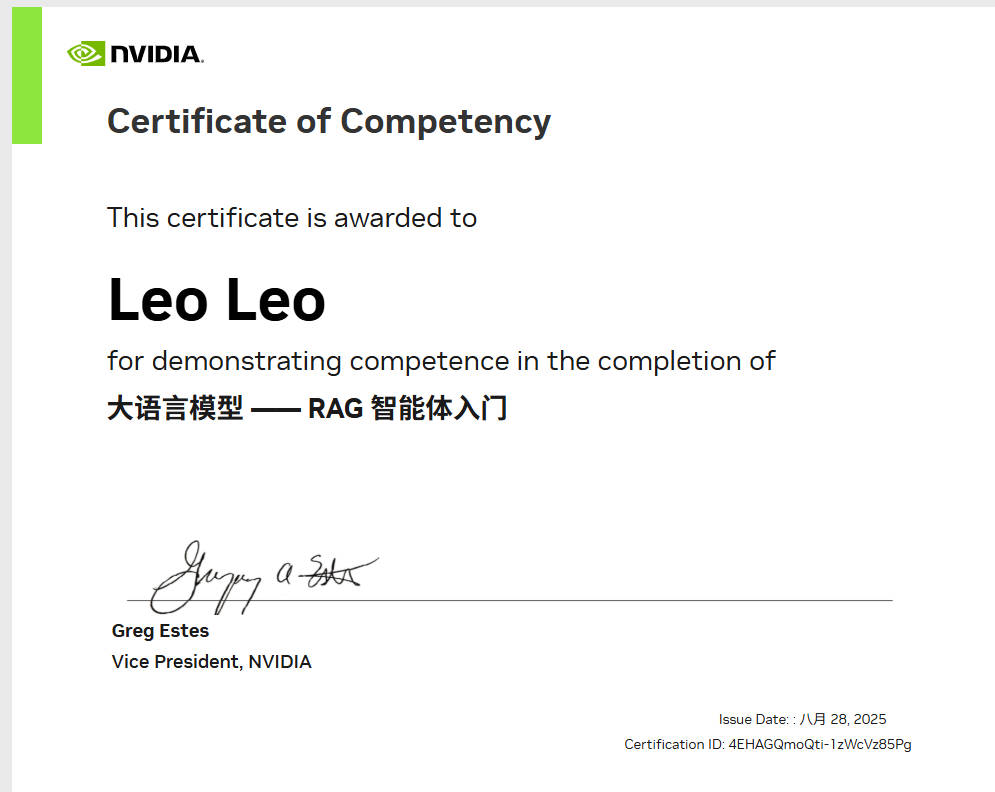 NVIDIA.
Certificate of Competency
This certificate is awarded to
Leo Leo
for demonstrating competence in the completion of
大语言模型 —— RAG 智能体入门
Gregory A Estes
Greg Estes
Vice President, NVIDIA
Issue Date: : 八月 28, 2025
Certification ID: 4EHAGQmoQti-1zWcVz85Pg